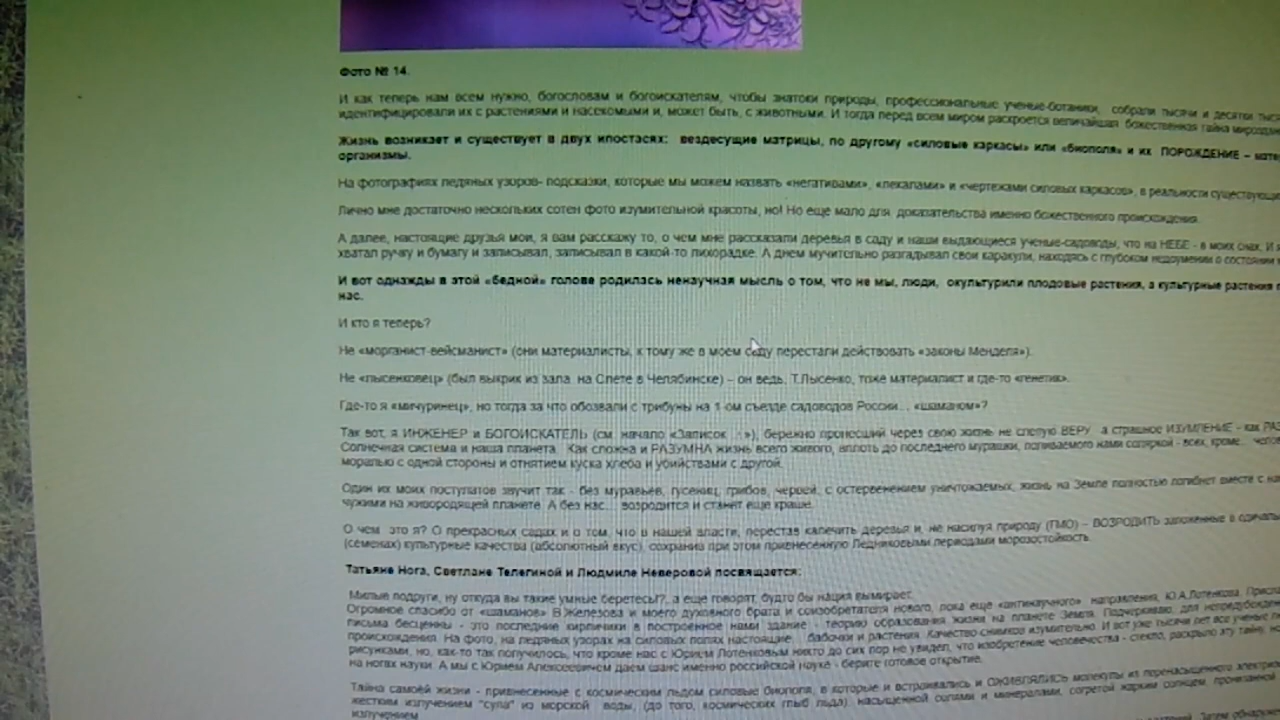 Фото № 14.
И как теперь нам всем нужно, богословам и богоискателям, чтобы знатоки природы, профессиональные ученые-ботаники, собрали тысячи и десятки
идентифицировали их с растениями и насекомыми и, может быть, с животными. И тогда перед всем миром раскроется величайшая божественная тайна
Жизнь возникает и существует в двух ипостасях: вездесущие матрицы, по другому «силовые каркасы» или «биополя» и их ПОРОЖДЕНИЕ –
организмы.
На фотографиях ледяных узоров- подсказки, которые мы можем назвать «негативами», «лекалами» и «чертежами силовых каркасов», в реальности
Лично мне достаточно нескольких сотен фото изумительной красоты, но! Но еще мало для доказательства именно божественного происхождения.
А далее, настоящие друзья мои, я вам расскажу то, о чем мне рассказали деревья в саду и наши выдающиеся ученые-садоводы, что на НЕБЕ - в моих снах. И
хватал ручку и бумагу и записывал, записывал в какой-то лихорадке. А днем мучительно разгадывал свои каракули, находясь с глубоком недоумении о состоянии
И вот однажды в этой «бедной» голове родилась ненаучная мысль о том, что не мы, люди, окультурили плодовые растения, а культурные растения
нас.
И кто я теперь?
Не «морганист-вейсманист» (они материалисты, к тому же в моем саду перестали действовать «законы Менделя»).
Не «лысенковец» (был выкрик из зала на Слете в Челябинске) – он ведь, Т.Лысенко, тоже материалист и где-то «генетик».
Где-то я «мичуринец», но тогда за что обозвали с трибуны на 1-ом съезде садоводов России... «шаманом»?
Так вот, я ИНЖЕНЕР и БОГОИСКАТЕЛЬ (см. начало «Записок ...»), бережно пронесший через свою жизнь не слепую ВЕРУ а страшное ИЗУМЛЕНИЕ - как
Солнечная система и наша планета. Как сложна и РАЗУМНА жизнь всего живого, вплоть до последнего мураша, поливаемого нами соляркой - всех, кроме...
моралью с одной стороны и отнятием куска хлеба и убийствами с другой.
Один их моих постулатов звучит так - без муравьев, гусениц, грибов, червей, с остервенением уничтожаемых, жизнь на Земле полностью погибнет вместе с
чужими на живородящей планете. А без нас... возродится и станет еще краше.
О чем это я? О прекрасных садах и о том, что в нашей власти, перестав калечить деревья и, не насилуя природу (ГМО) – ВОЗРОДИТЬ заложенные в
(семенах) культурные качества (абсолютный вкус), сохранив при этом привнесенную Ледниковыми периодами морозостойкость.
Татьяне Нога, Светлане Телегиной и Людмиле Неверовой посвящается:
Милые подруги, ну откуда вы такие умные беретесь?, а еще говорят, будто бы нация вымирает.
Огромное спасибо от «шаманов» В.Железова и моего духовного брата и соизобретателя нового, пока еще «антинаучного» направления, Ю.А.Лотенкова.
письма бесценны - это последние кирпичики в построенное нами здание - теорию образования жизни на планете Земля. Подчеркиваю, для
происхождения. На фото, на ледяных узорах на силовых полях настоящие бабочки и растения. Качество снимков изумительно. И вот уже тысячи лет все ученые
рисунками, но, как-то так получилось, что кроме нас с Юрием Лотенковым никто до сих пор не увидел, что изобретение человечества - стекло, раскрыло эту тайну,
на ногах науки. А мы с Юрием Алексеевичем даем шанс именно российской науке - берите готовое открытие.
Тайна самоей жизни - привнесенные с космическим льдом силовые биополя, в которые и встраивались и ОЖИВЛЯЛИСЬ молекулы из перенасыщенного
жестким излучением "супа" из морской воды, (до того, космических глыб льда) насыщенной солями и минералами, согретой жарким солнцем, пронизанной
излучением